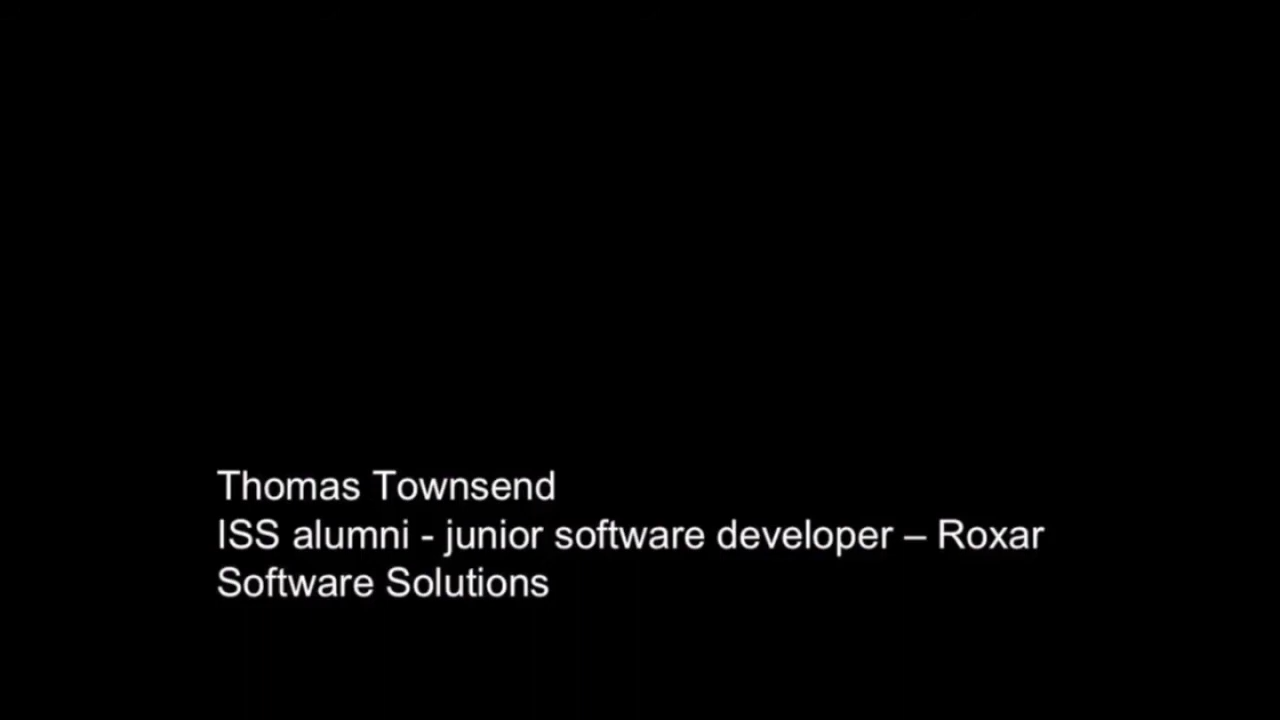 Thomas Townsend
ISS alumni - junior software developer – Roxar
Software Solutions